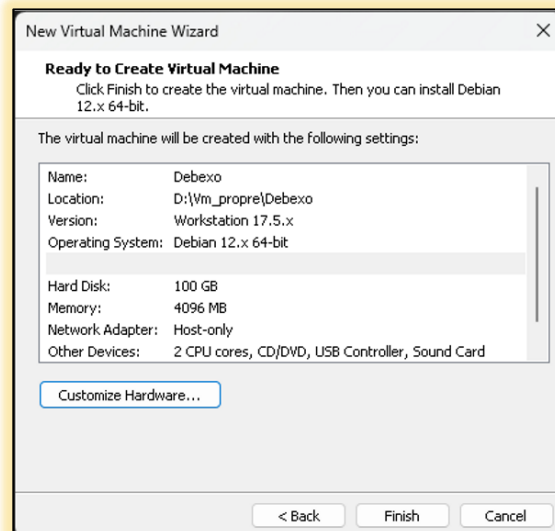 New Virtual Machine Wizard
Ready to Create Virtual Machine
Click Finish to create the virtual machine. Then you can install Debian
12.x 64-bit.
The virtual machine will be created with the following settings:
Name: Debexo
Location: D:\Vm_propre\Debexo
Version: Workstation 17.5.x
Operating System: Debian 12.x 64-bit
Hard Disk: 100 GB
Memory: 4096 MB
Network Adapter: Host-only
Other Devices: 2 CPU cores, CD/DVD, USB Controller, Sound Card
Customize Hardware...
< Back Finish Cancel